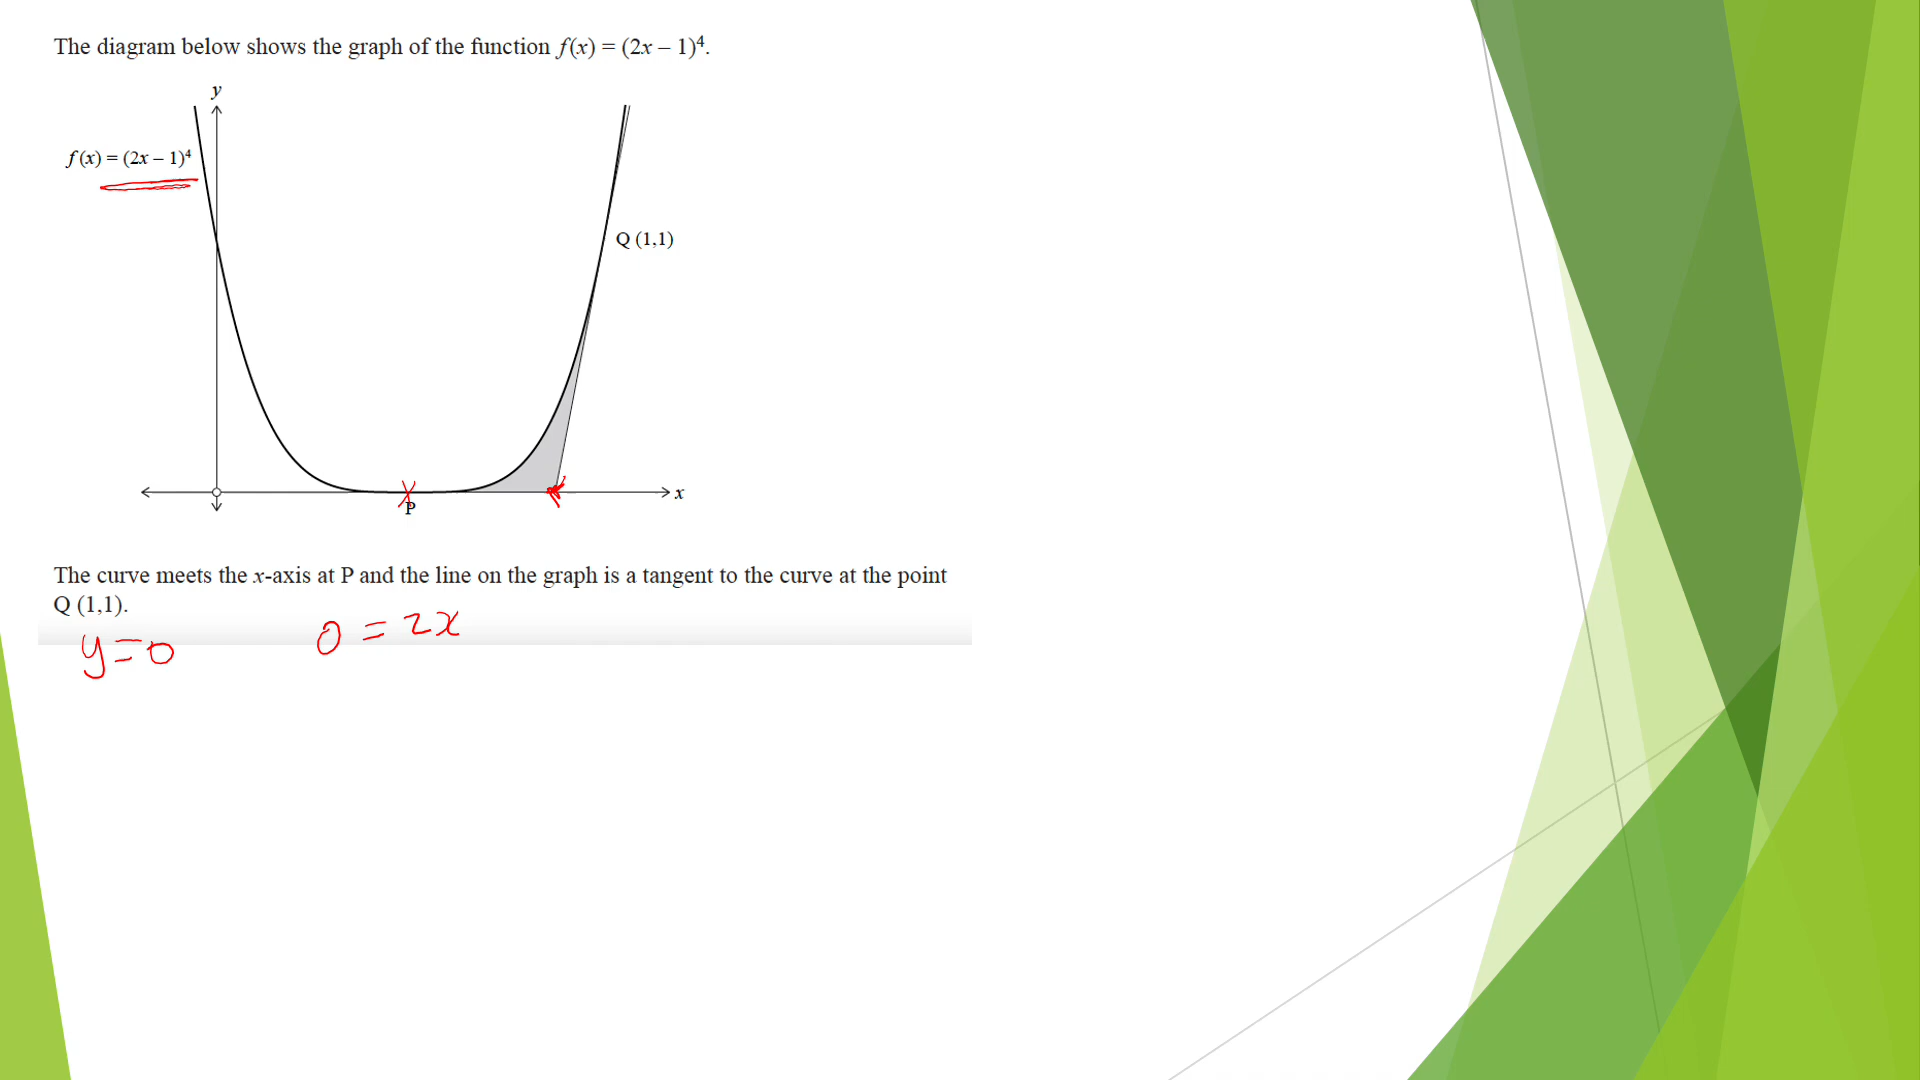 The diagram below shows the graph of the function f(x) = (2x – 1)⁴.
y
f(x) = (2x – 1)⁴
Q (1,1)
x
P
The curve meets the x-axis at P and the line on the graph is a tangent to the curve at the point
Q (1,1).
y=0
0 = 2x